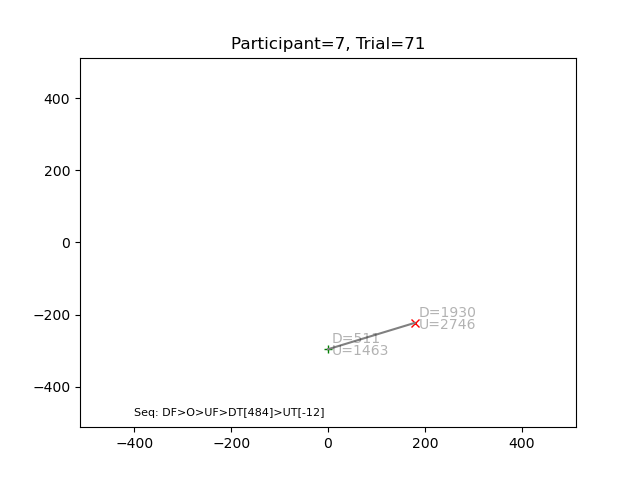 Participant=7, Trial=71
400
200
0
−200
−400
D=1930
U=2746
D=511
U=1463
Seq: DF>O>UF>DT[484]>UT[-12]
−400 −200 0 200 400